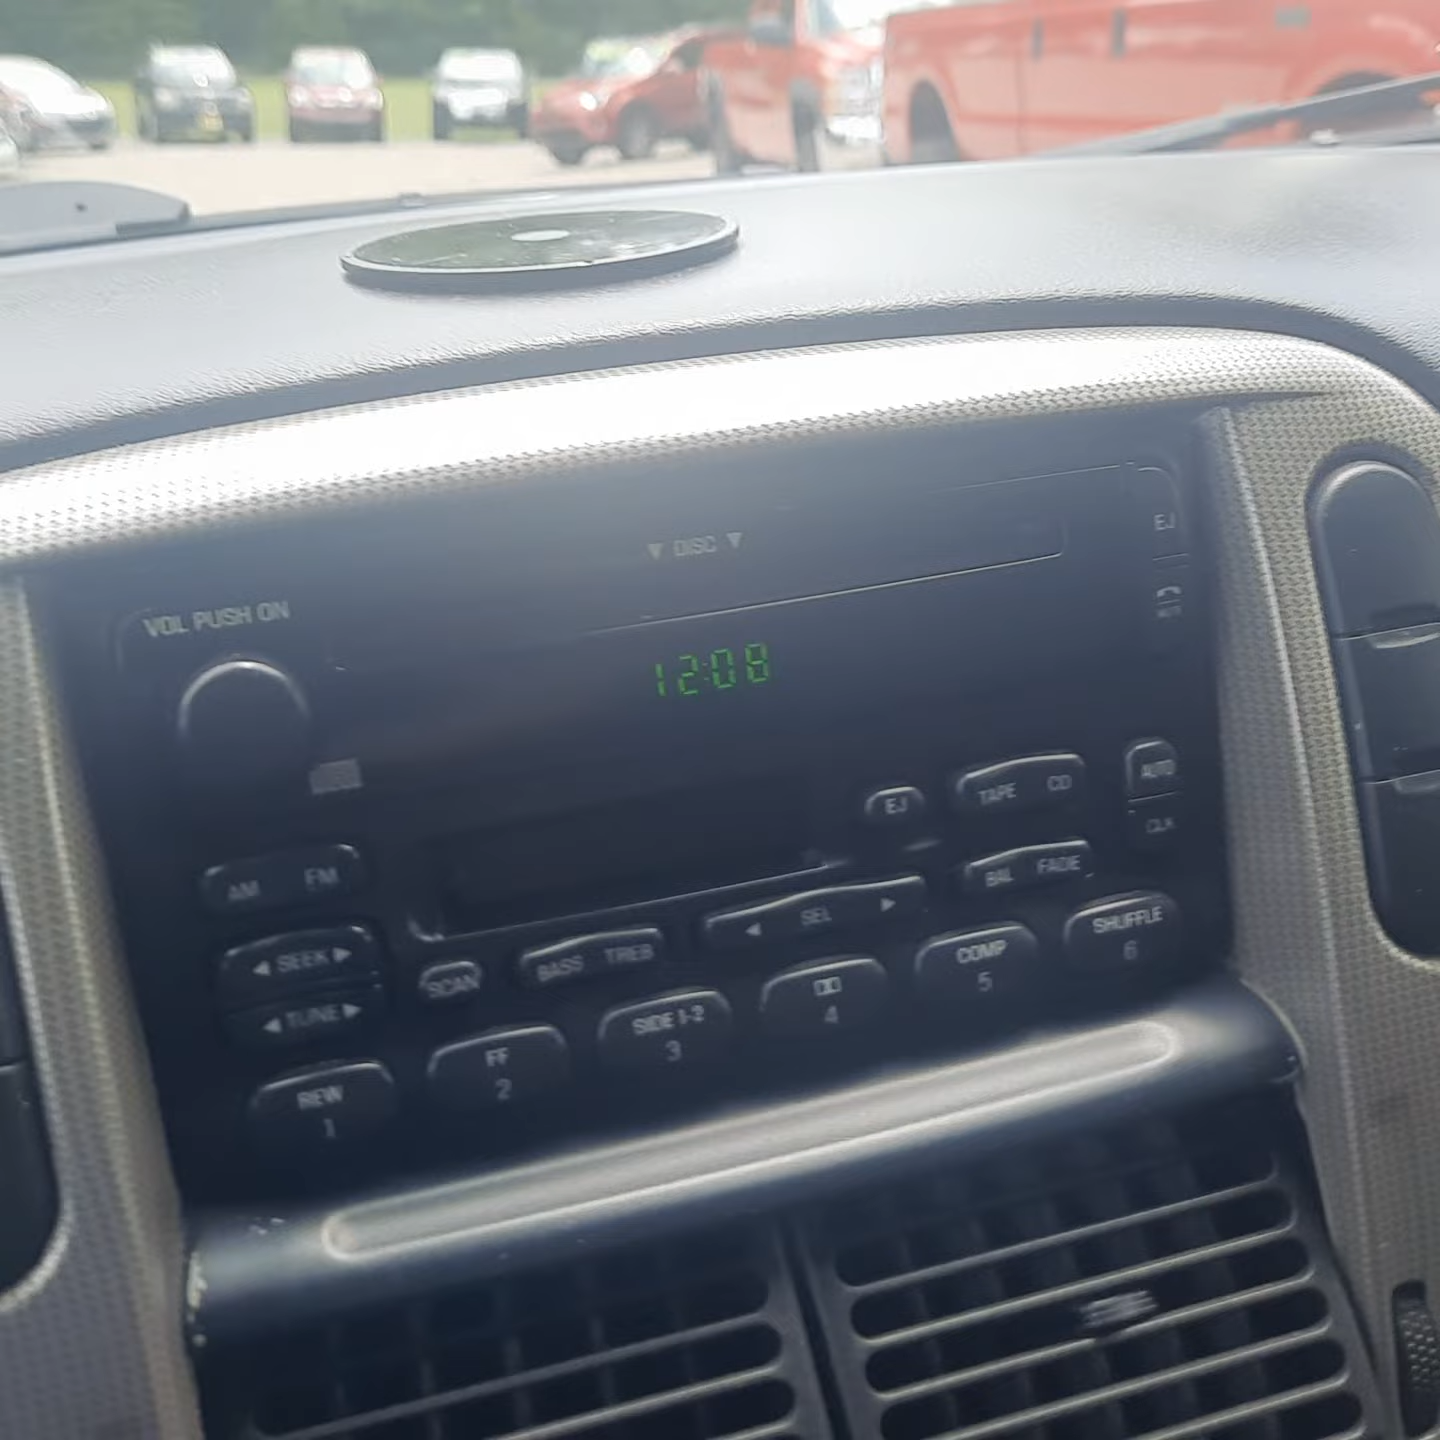 ▼ DISC ▼
EJ
VOL PUSH ON
12:08
EJ
TAPE CD
AUTO
CLK
AM FM
BAL FADE
◀ SEEK ▶
SCAN
BASS TREB
◀ SEL ▶
◀ TUNE ▶
REW
1
FF
2
SIDE 1-2
3
4
COMP
5
SHUFFLE
6